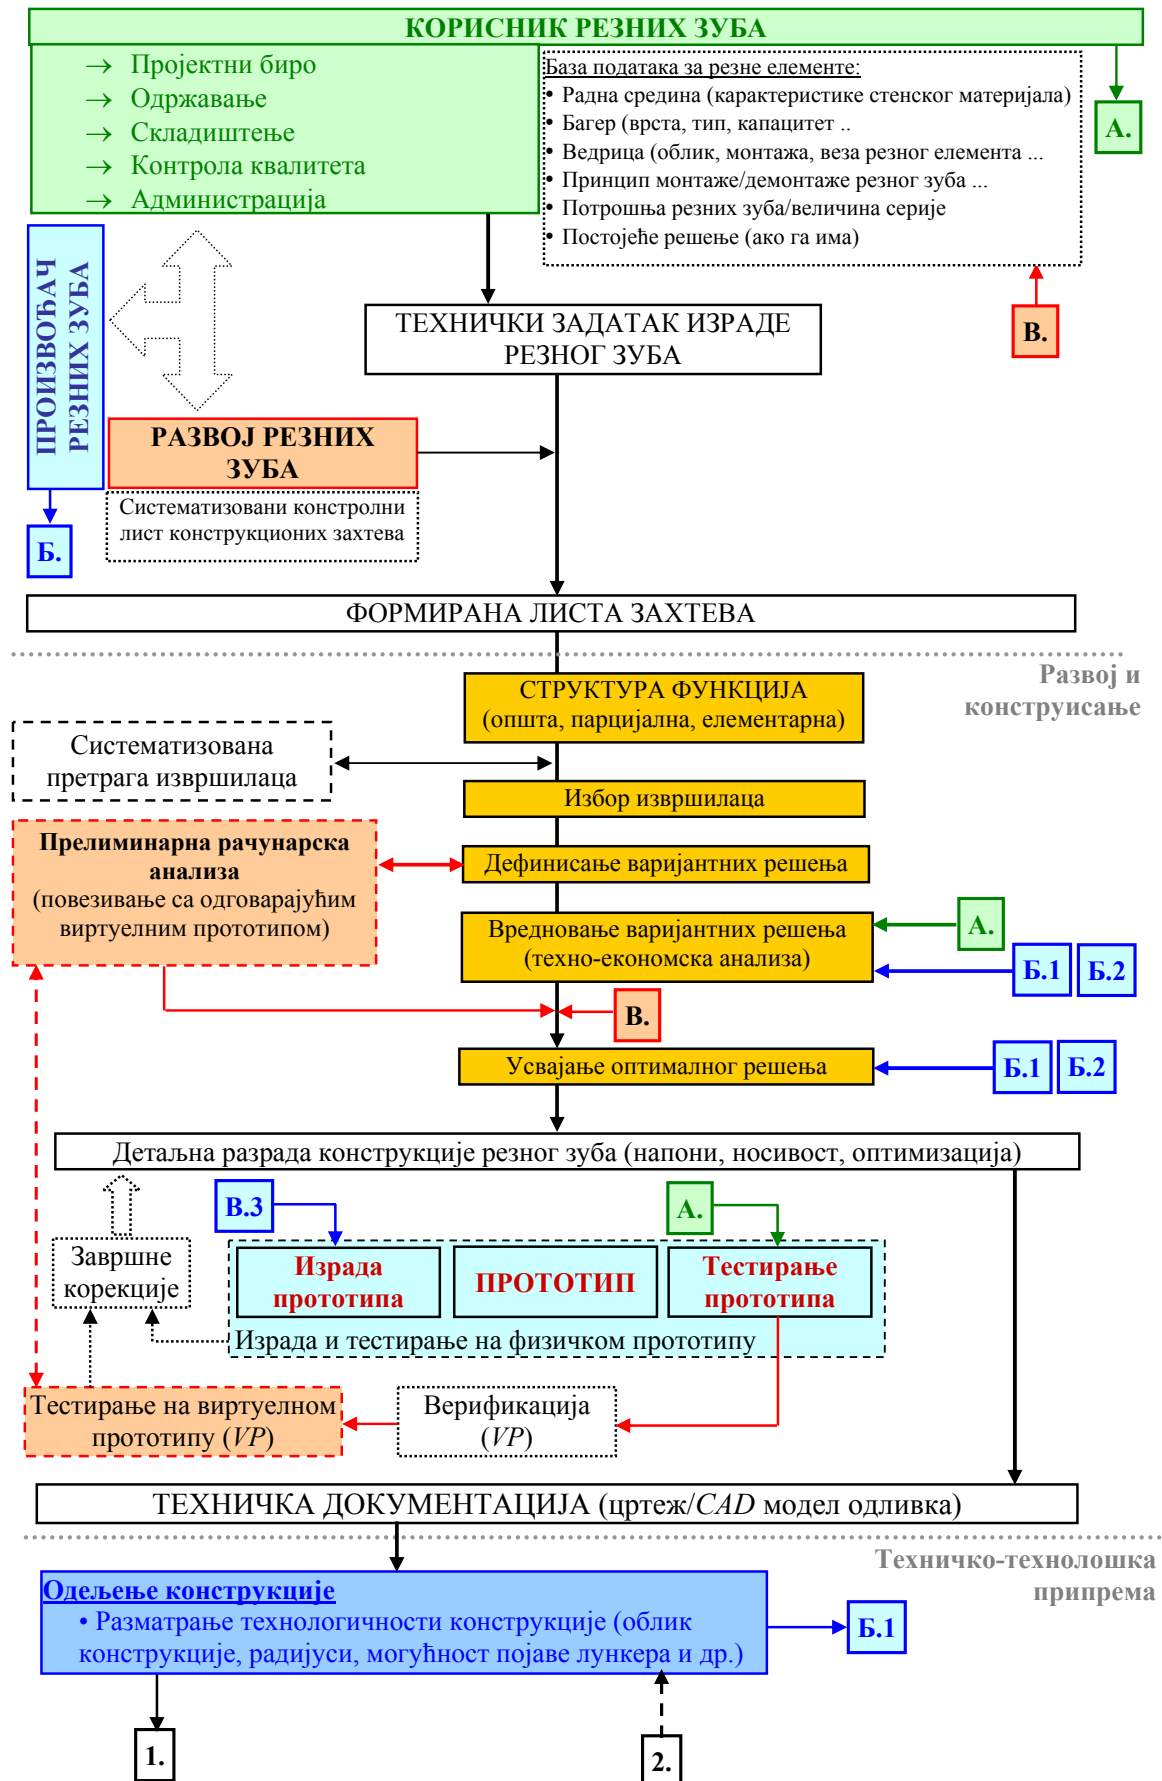 КОРИСНИК РЕЗНИХ ЗУБА
→ Пројектни биро
→ Одржавање
→ Складиштење
→ Контрола квалитета
→ Администрација
База података за резне елементе:
• Радна средина (карактеристике стенског материјала)
• Багер (врста, тип, капацитет ..
• Ведрица (облик, монтажа, веза резног елемента ...
• Принцип монтаже/демонтаже резног зуба ...
• Потрошња резних зуба/величина серије
• Постојеће решење (ако га има)
А.
В.
ПРОИЗВОЂАЧ
РЕЗНИХ ЗУБА
Б.
ТЕХНИЧКИ ЗАДАТАК ИЗРАДЕ
РЕЗНОГ ЗУБА
РАЗВОЈ РЕЗНИХ
ЗУБА
Систематизовани констролни
лист конструкционих захтева
ФОРМИРАНА ЛИСТА ЗАХТЕВА
Развој и
конструисање
СТРУКТУРА ФУНКЦИЈА
(општа, парцијална, елементарна)
Систематизована
претрага извршилаца
Избор извршилаца
Прелиминарна рачунарска
анализа
(повезивање са одговарајућим
виртуелним прототипом)
Дефинисање варијантних решења
Вредновање варијантних решења
(техно-економска анализа)
А.
Б.1
Б.2
В.
Усвајање оптималног решења
Б.1
Б.2
Детаљна разрада конструкције резног зуба (напони, носивост, оптимизација)
В.3
А.
Завршне
корекције
Израда
прототипа
ПРОТОТИП
Тестирање
прототипа
Израда и тестирање на физичком прототипу
Тестирање на виртуелном
прототипу (VP)
Верификација
(VP)
ТЕХНИЧКА ДОКУМЕНТАЦИЈА (цртеж/CAD модел одливка)
Техничко-технолошка
припрема
Одељење конструкције
• Разматрање технологичности конструкције (облик
конструкције, радијуси, могућност појаве лункера и др.)
Б.1
1.
2.